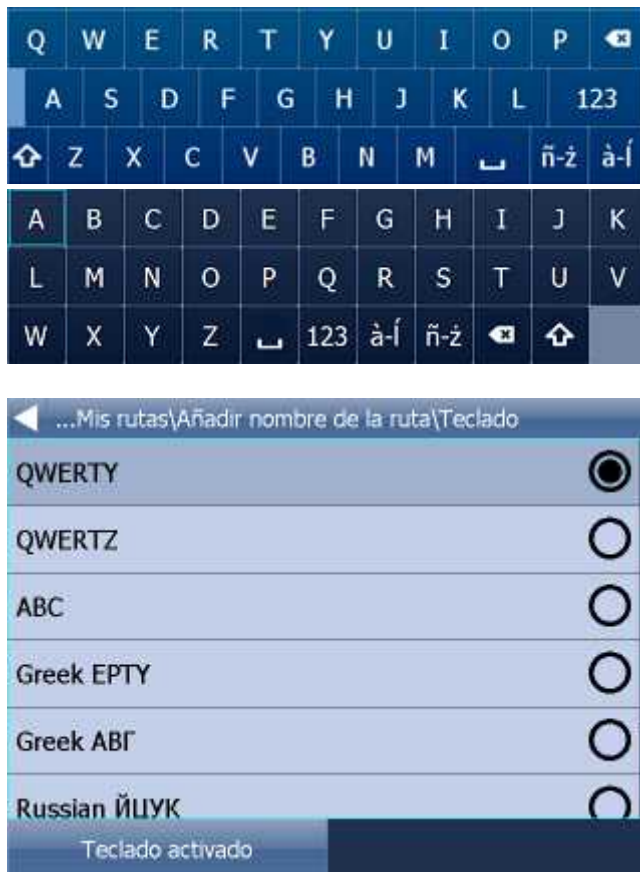 Q W E R T Y U I O P
A S D F G H J K L 123
Z X C V B N M ñ-ż à-Í
A B C D E F G H I J K
L M N O P Q R S T U V
W X Y Z 123 à-Í ñ-ż
...Mis rutas\Añadir nombre de la ruta\Teclado
QWERTY
QWERTZ
ABC
Greek ΕΡΤΥ
Greek ΑΒΓ
Russian ЙЦУК
Teclado activado